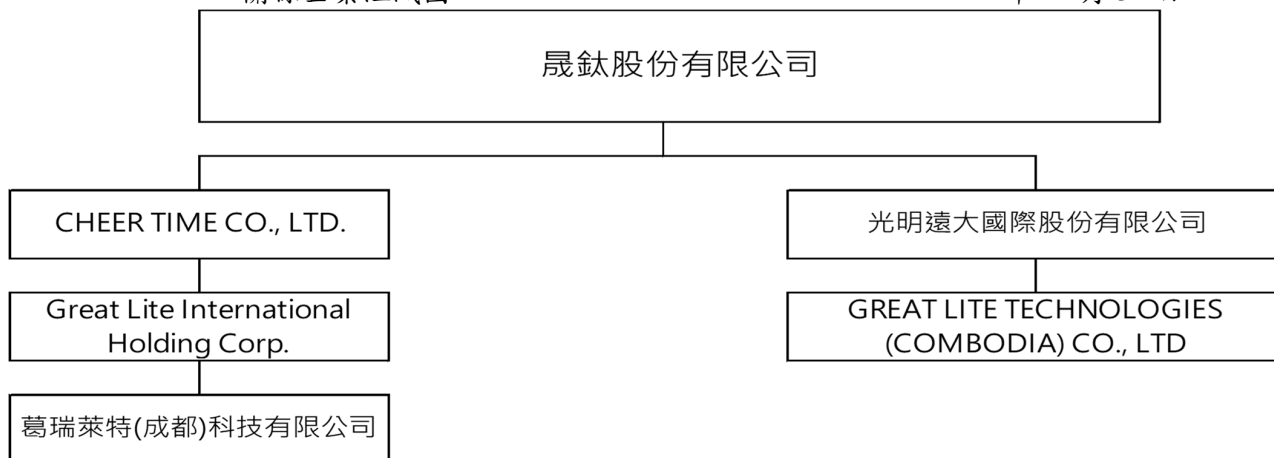 晟鈦股份有限公司
CHEER TIME CO., LTD.
光明遠大國際股份有限公司
Great Lite International
Holding Corp.
GREAT LITE TECHNOLOGIES
(COMBODIA) CO., LTD
葛瑞萊特(成都)科技有限公司